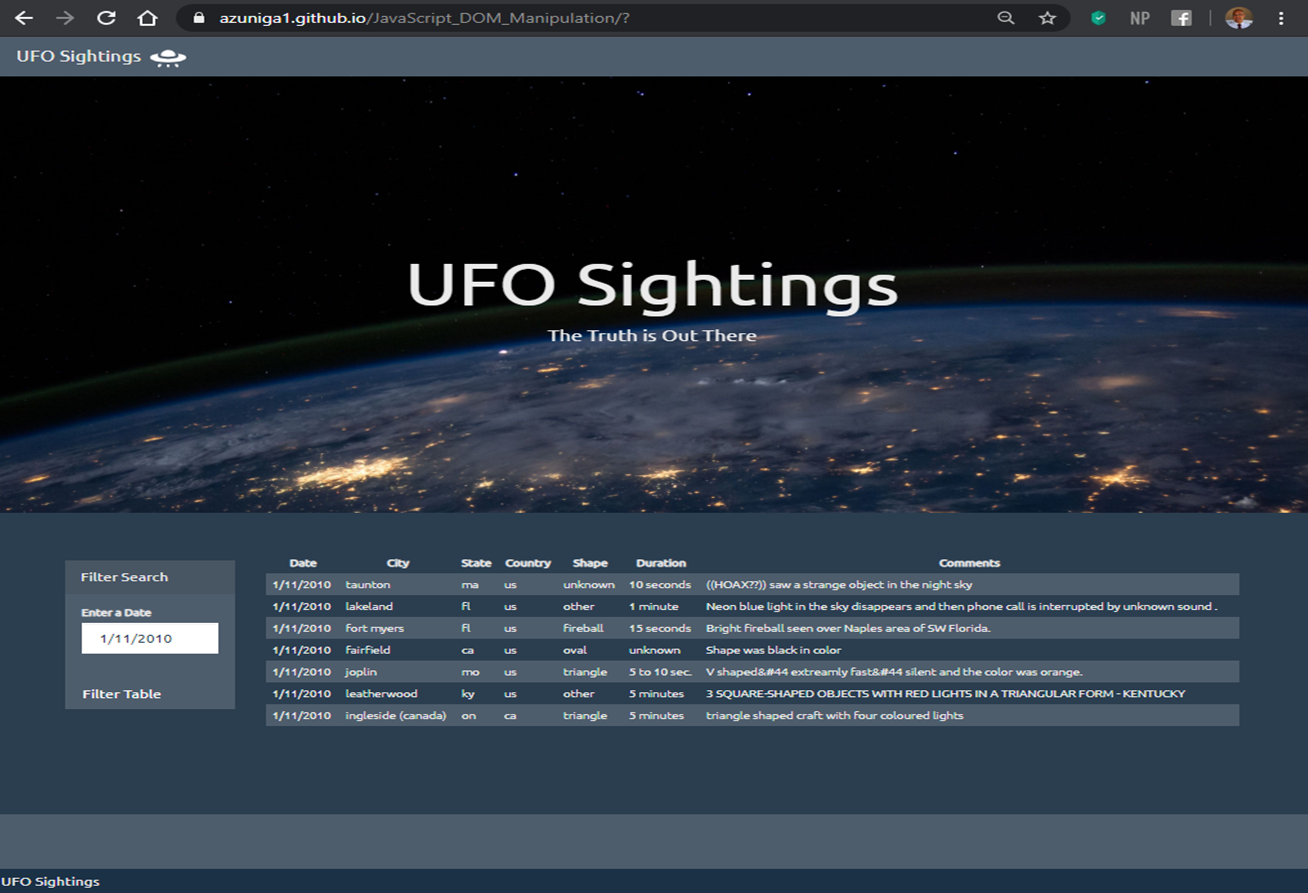 azuniga1.github.io/JavaScript_DOM_Manipulation/?
NP
UFO Sightings
UFO Sightings
The Truth is Out There
Filter Search
Enter a Date
1/11/2010
Filter Table
Date City State Country Shape Duration Comments
1/11/2010 taunton ma us unknown 10 seconds ((HOAX??)) saw a strange object in the night sky
1/11/2010 lakeland fl us other 1 minute Neon blue light in the sky disappears and then phone call is interrupted by unknown sound .
1/11/2010 fort myers fl us fireball 15 seconds Bright fireball seen over Naples area of SW Florida.
1/11/2010 fairfield ca us oval unknown Shape was black in color
1/11/2010 joplin mo us triangle 5 to 10 sec. V shaped&#44 extreamly fast&#44 silent and the color was orange.
1/11/2010 leatherwood ky us other 5 minutes 3 SQUARE-SHAPED OBJECTS WITH RED LIGHTS IN A TRIANGULAR FORM - KENTUCKY
1/11/2010 ingleside (canada) on ca triangle 5 minutes triangle shaped craft with four coloured lights
UFO Sightings